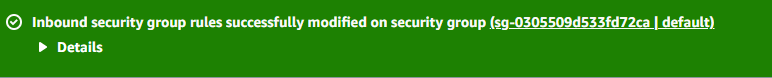 Inbound security group rules successfully modified on security group (sg-0305509d533fd72ca | default)
Details